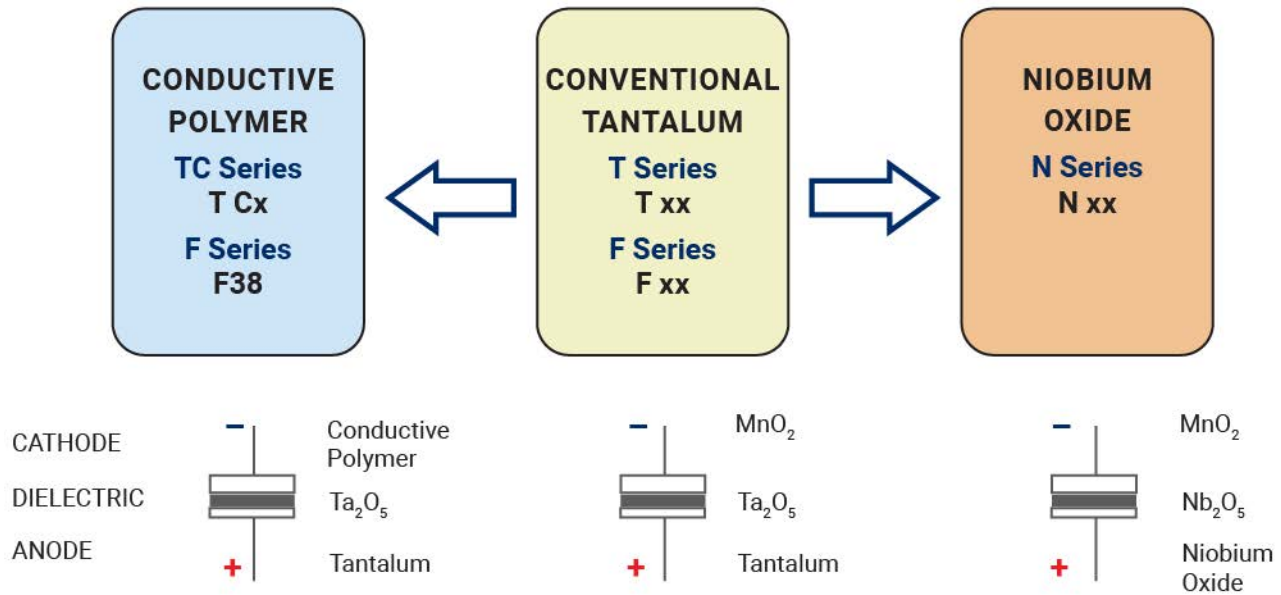 CONDUCTIVE
POLYMER
TC Series
T Cx
F Series
F38
CONVENTIONAL
TANTALUM
T Series
T xx
F Series
F xx
NIOBIUM
OXIDE
N Series
N xx
CATHODE
DIELECTRIC
ANODE
−
Conductive
Polymer
Ta₂O₅
+
Tantalum
−
MnO₂
Ta₂O₅
+
Tantalum
−
MnO₂
Nb₂O₅
+
Niobium
Oxide